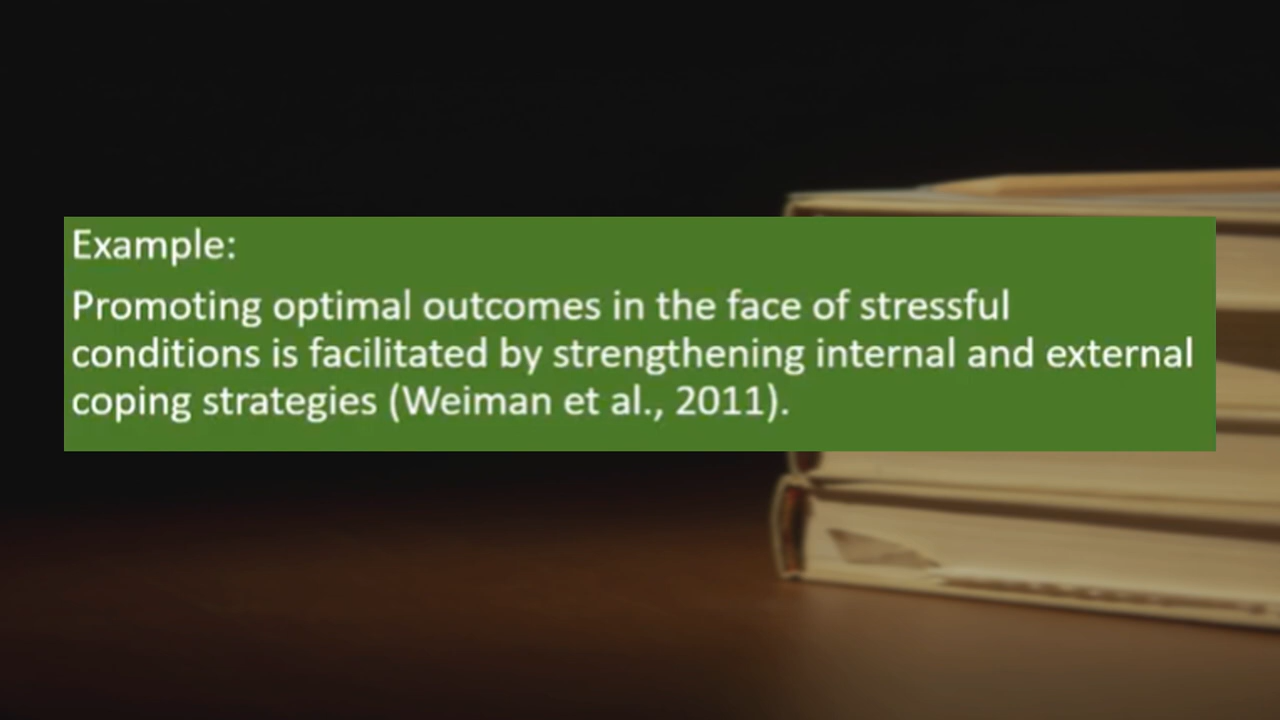 Example:
Promoting optimal outcomes in the face of stressful
conditions is facilitated by strengthening internal and external
coping strategies (Weiman et al., 2011).